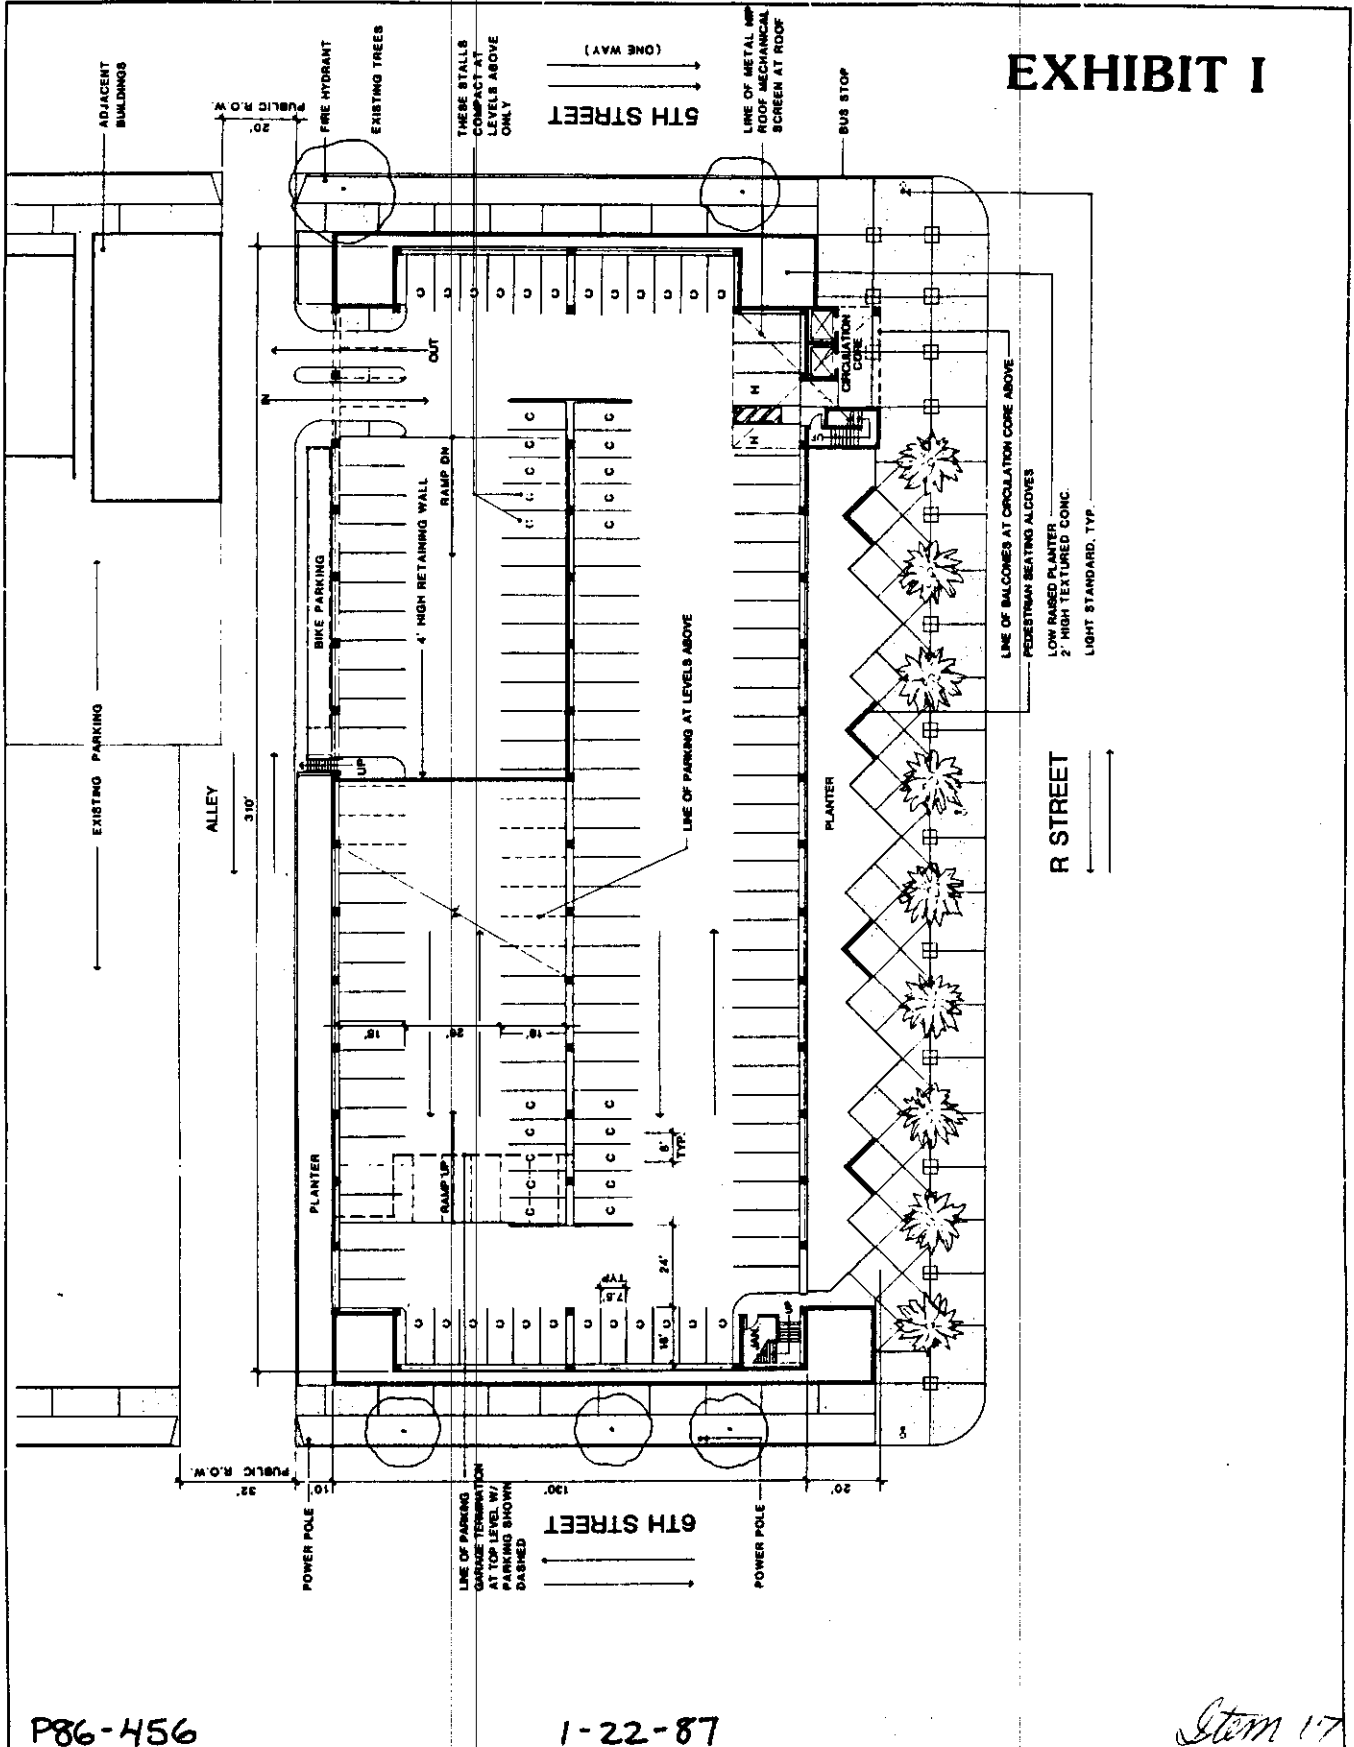 EXHIBIT I
ADJACENT
BUILDINGS
PUBLIC R.O.W.
20'
FIRE HYDRANT
EXISTING TREES
THESE STALLS
COMPACT AT
LEVELS ABOVE
ONLY
(ONE WAY)
5TH STREET
LINE OF METAL HIP
ROOF MECHANICAL
SCREEN AT ROOF
BUS STOP
OUT
IN
C C C C C C C C C C C C
CIRCULATION
CORE
H
H
C C
C C
C C
C C
C C
RAMP DN
4' HIGH RETAINING WALL
BIKE PARKING
UP
EXISTING PARKING
ALLEY
310'
LINE OF PARKING AT LEVELS ABOVE
PLANTER
LINE OF BALCONIES AT CIRCULATION CORE ABOVE
PEDESTRIAN SEATING ALCOVES
LOW RAISED PLANTER
2' HIGH TEXTURED CONC.
LIGHT STANDARD, TYP.
R STREET
18'
26'
18'
C C
C C
C C
C C
C C
8'
TYP.
RAMP UP
PLANTER
24'
TYP
7.5'
18'
C C C C C C C C C C C C
JAN.
UP
PUBLIC R.O.W.
32'
10'
130'
20'
POWER POLE
LINE OF PARKING
GARAGE TERMINATION
AT TOP LEVEL W/
PARKING SHOWN
DASHED
6TH STREET
POWER POLE
P86-456
1-22-87
Item 17